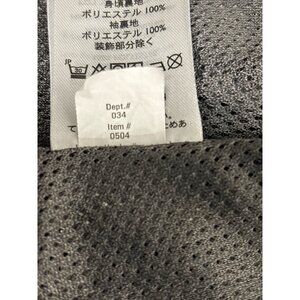 身頃裏地
ポリエステル 100%
袖裏地
ポリエステル 100%
装飾部分除く
JP
Dept.#
034
Item #
0504